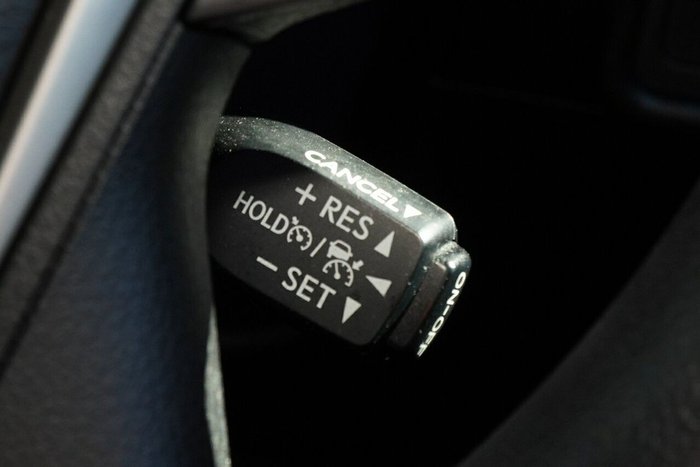 CANCEL▼
+ RES ▲
HOLD / ◀
− SET ▼
ON-OFF